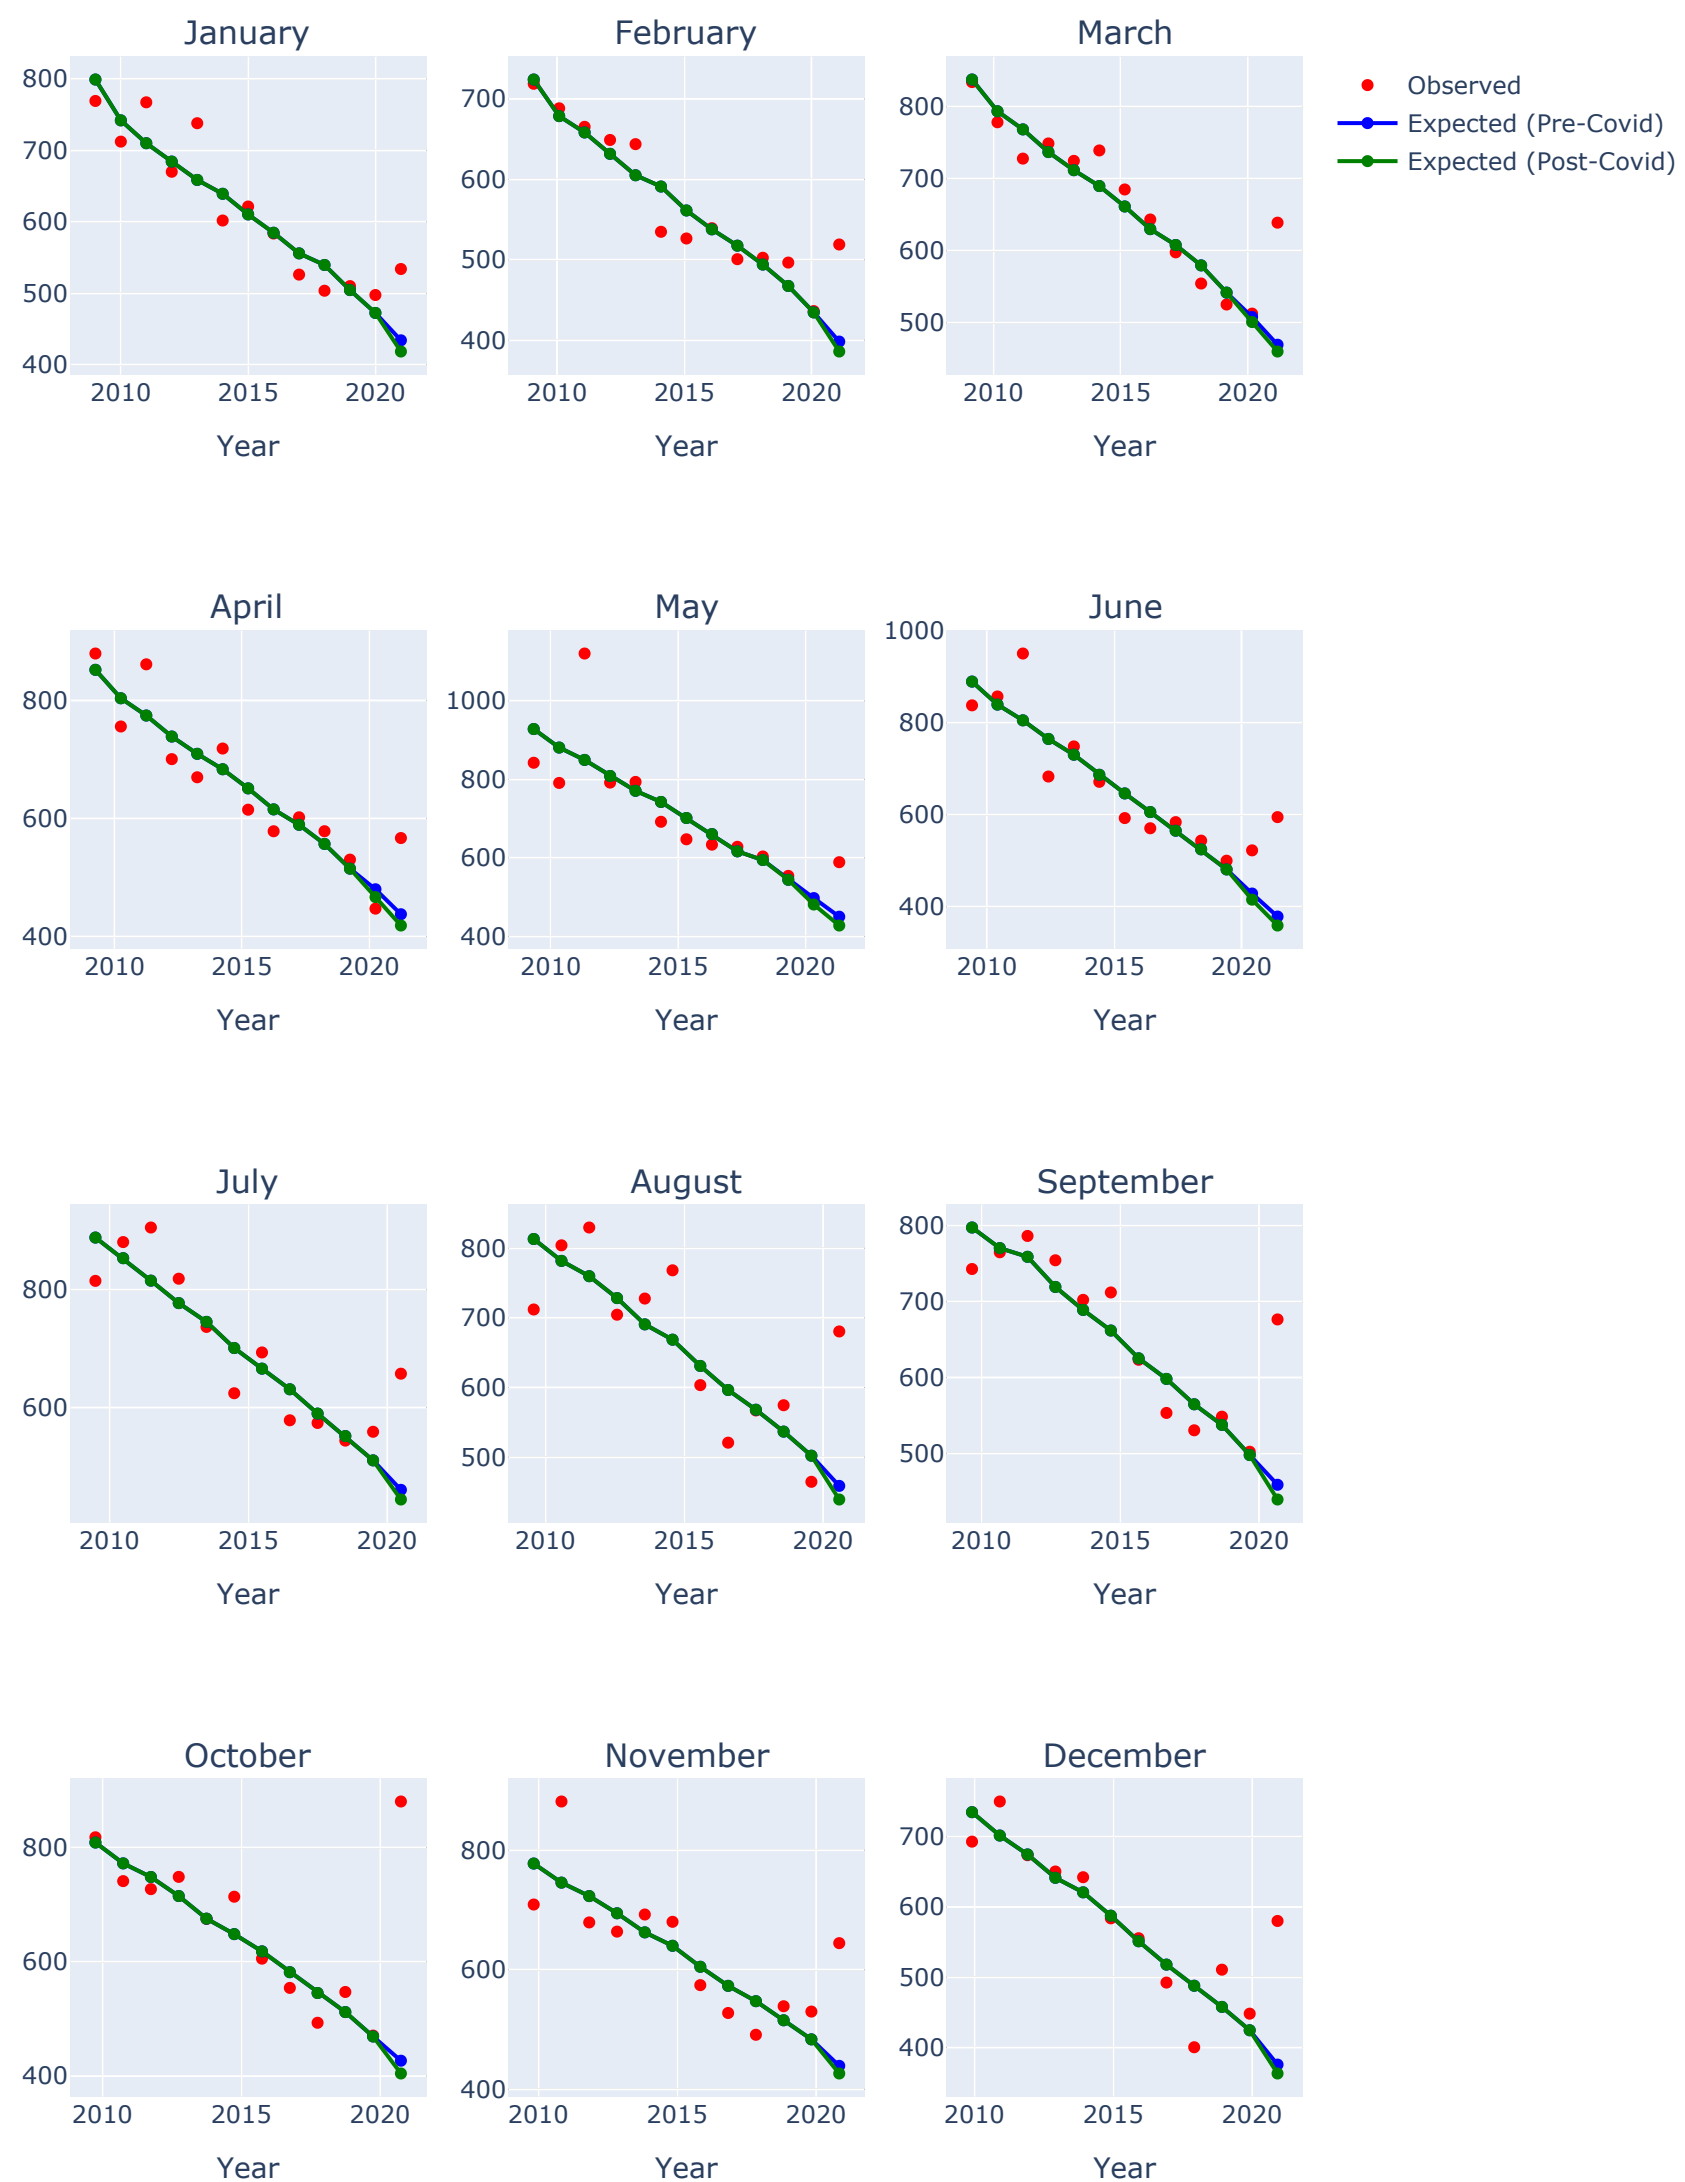 January February March
800
700
600
500
400
2010 2015 2020
Year
700
600
500
400
2010 2015 2020
Year
800
700
600
500
2010 2015 2020
Year
Observed
Expected (Pre-Covid)
Expected (Post-Covid)
April May June
800
600
400
2010 2015 2020
Year
1000
800
600
400
2010 2015 2020
Year
1000
800
600
400
2010 2015 2020
Year
July August September
800
600
2010 2015 2020
Year
800
700
600
500
2010 2015 2020
Year
800
700
600
500
2010 2015 2020
Year
October November December
800
600
400
2010 2015 2020
Year
800
600
400
2010 2015 2020
Year
700
600
500
400
2010 2015 2020
Year